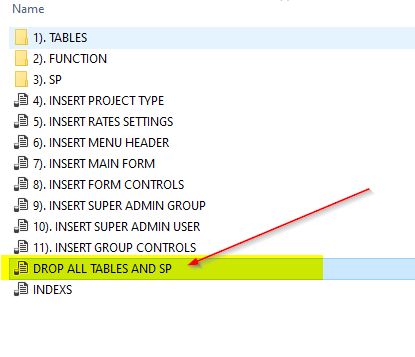 Name
1). TABLES
2). FUNCTION
3). SP
4). INSERT PROJECT TYPE
5). INSERT RATES SETTINGS
6). INSERT MENU HEADER
7). INSERT MAIN FORM
8). INSERT FORM CONTROLS
9). INSERT SUPER ADMIN GROUP
10). INSERT SUPER ADMIN USER
11). INSERT GROUP CONTROLS
DROP ALL TABLES AND SP
INDEXS